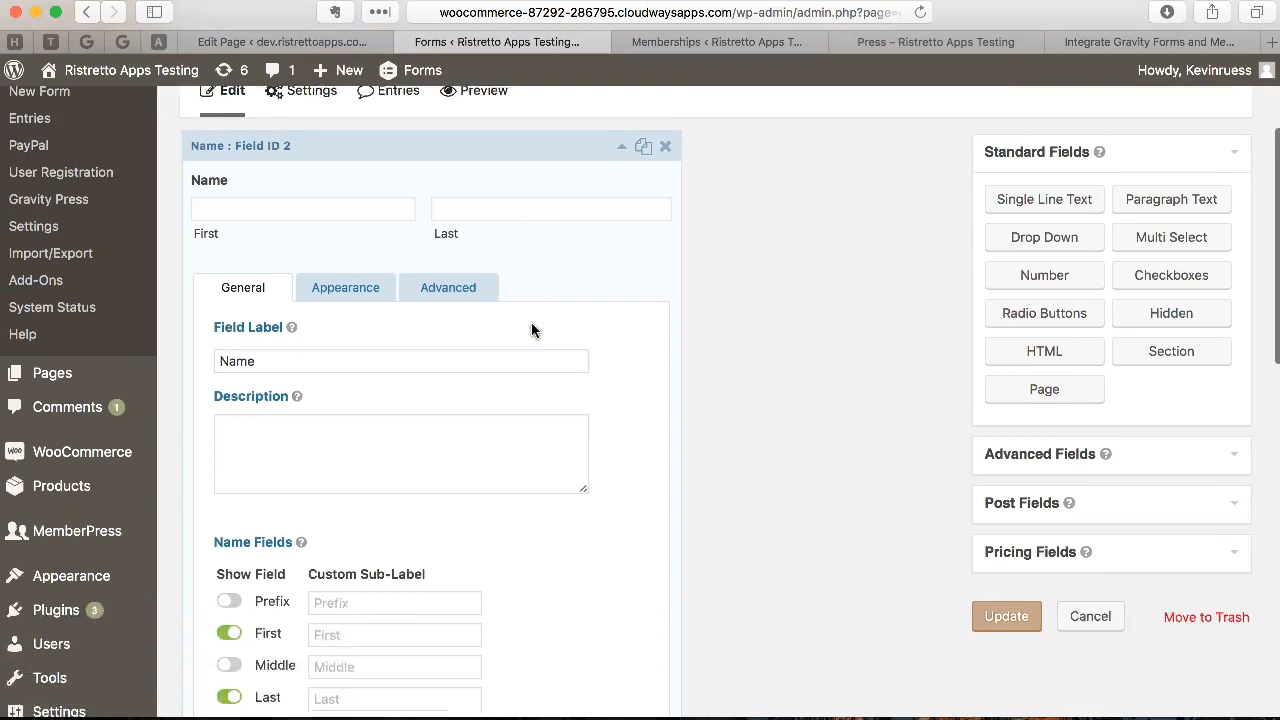 woocommerce-87292-286795.cloudwaysapps.com/wp-admin/admin.php?page=
H T G G A Edit Page < dev.ristrettoapps.co... Forms < Ristretto Apps Testing... Memberships < Ristretto Apps T... Press – Ristretto Apps Testing Integrate Gravity Forms and Me...
Ristretto Apps Testing 6 1 New Forms Howdy, Kevinruess
New Form
Entries
PayPal
User Registration
Gravity Press
Settings
Import/Export
Add-Ons
System Status
Help
Pages
Comments 1
WooCommerce
Products
MemberPress
Appearance
Plugins 3
Users
Tools
Settings
Edit Settings Entries Preview
Name : Field ID 2
Name
First Last
General Appearance Advanced
Field Label ?
Name
Description ?
Name Fields ?
Show Field Custom Sub-Label
Prefix Prefix
First First
Middle Middle
Last Last
Standard Fields ?
Single Line Text Paragraph Text
Drop Down Multi Select
Number Checkboxes
Radio Buttons Hidden
HTML Section
Page
Advanced Fields ?
Post Fields ?
Pricing Fields ?
Update Cancel Move to Trash